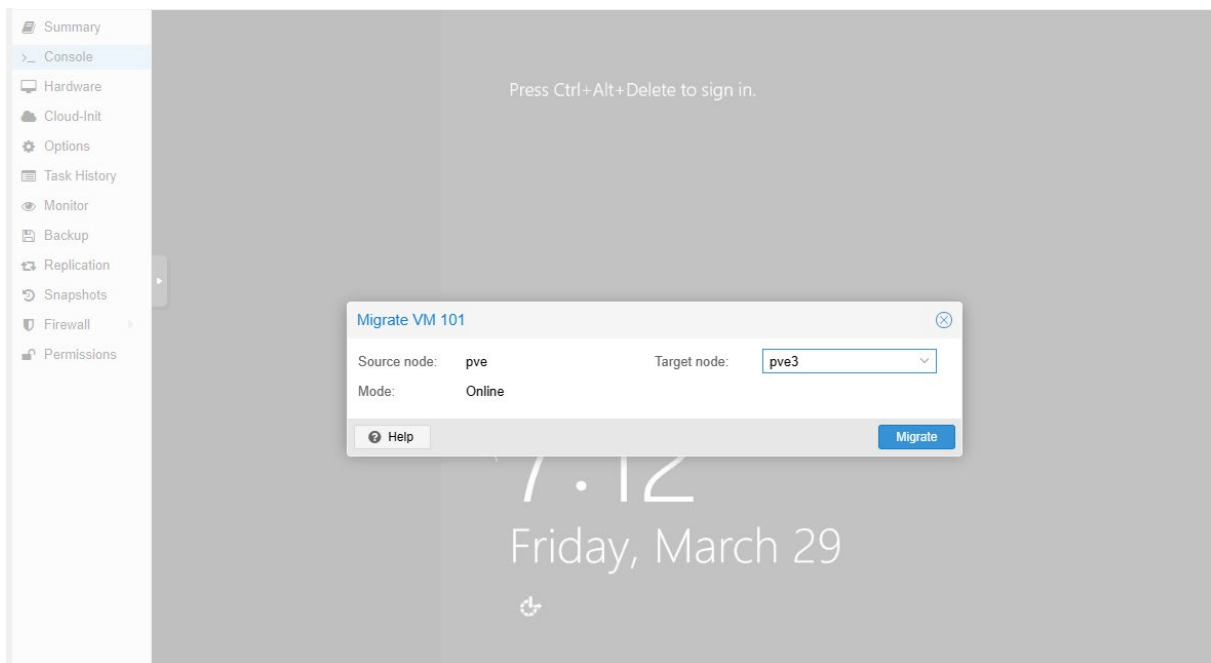 Summary
>_ Console
Hardware
Cloud-Init
Options
Task History
Monitor
Backup
Replication
Snapshots
Firewall
Permissions
Press Ctrl+Alt+Delete to sign in.
Migrate VM 101
Source node: pve Target node: pve3
Mode: Online
Help Migrate
7:12
Friday, March 29